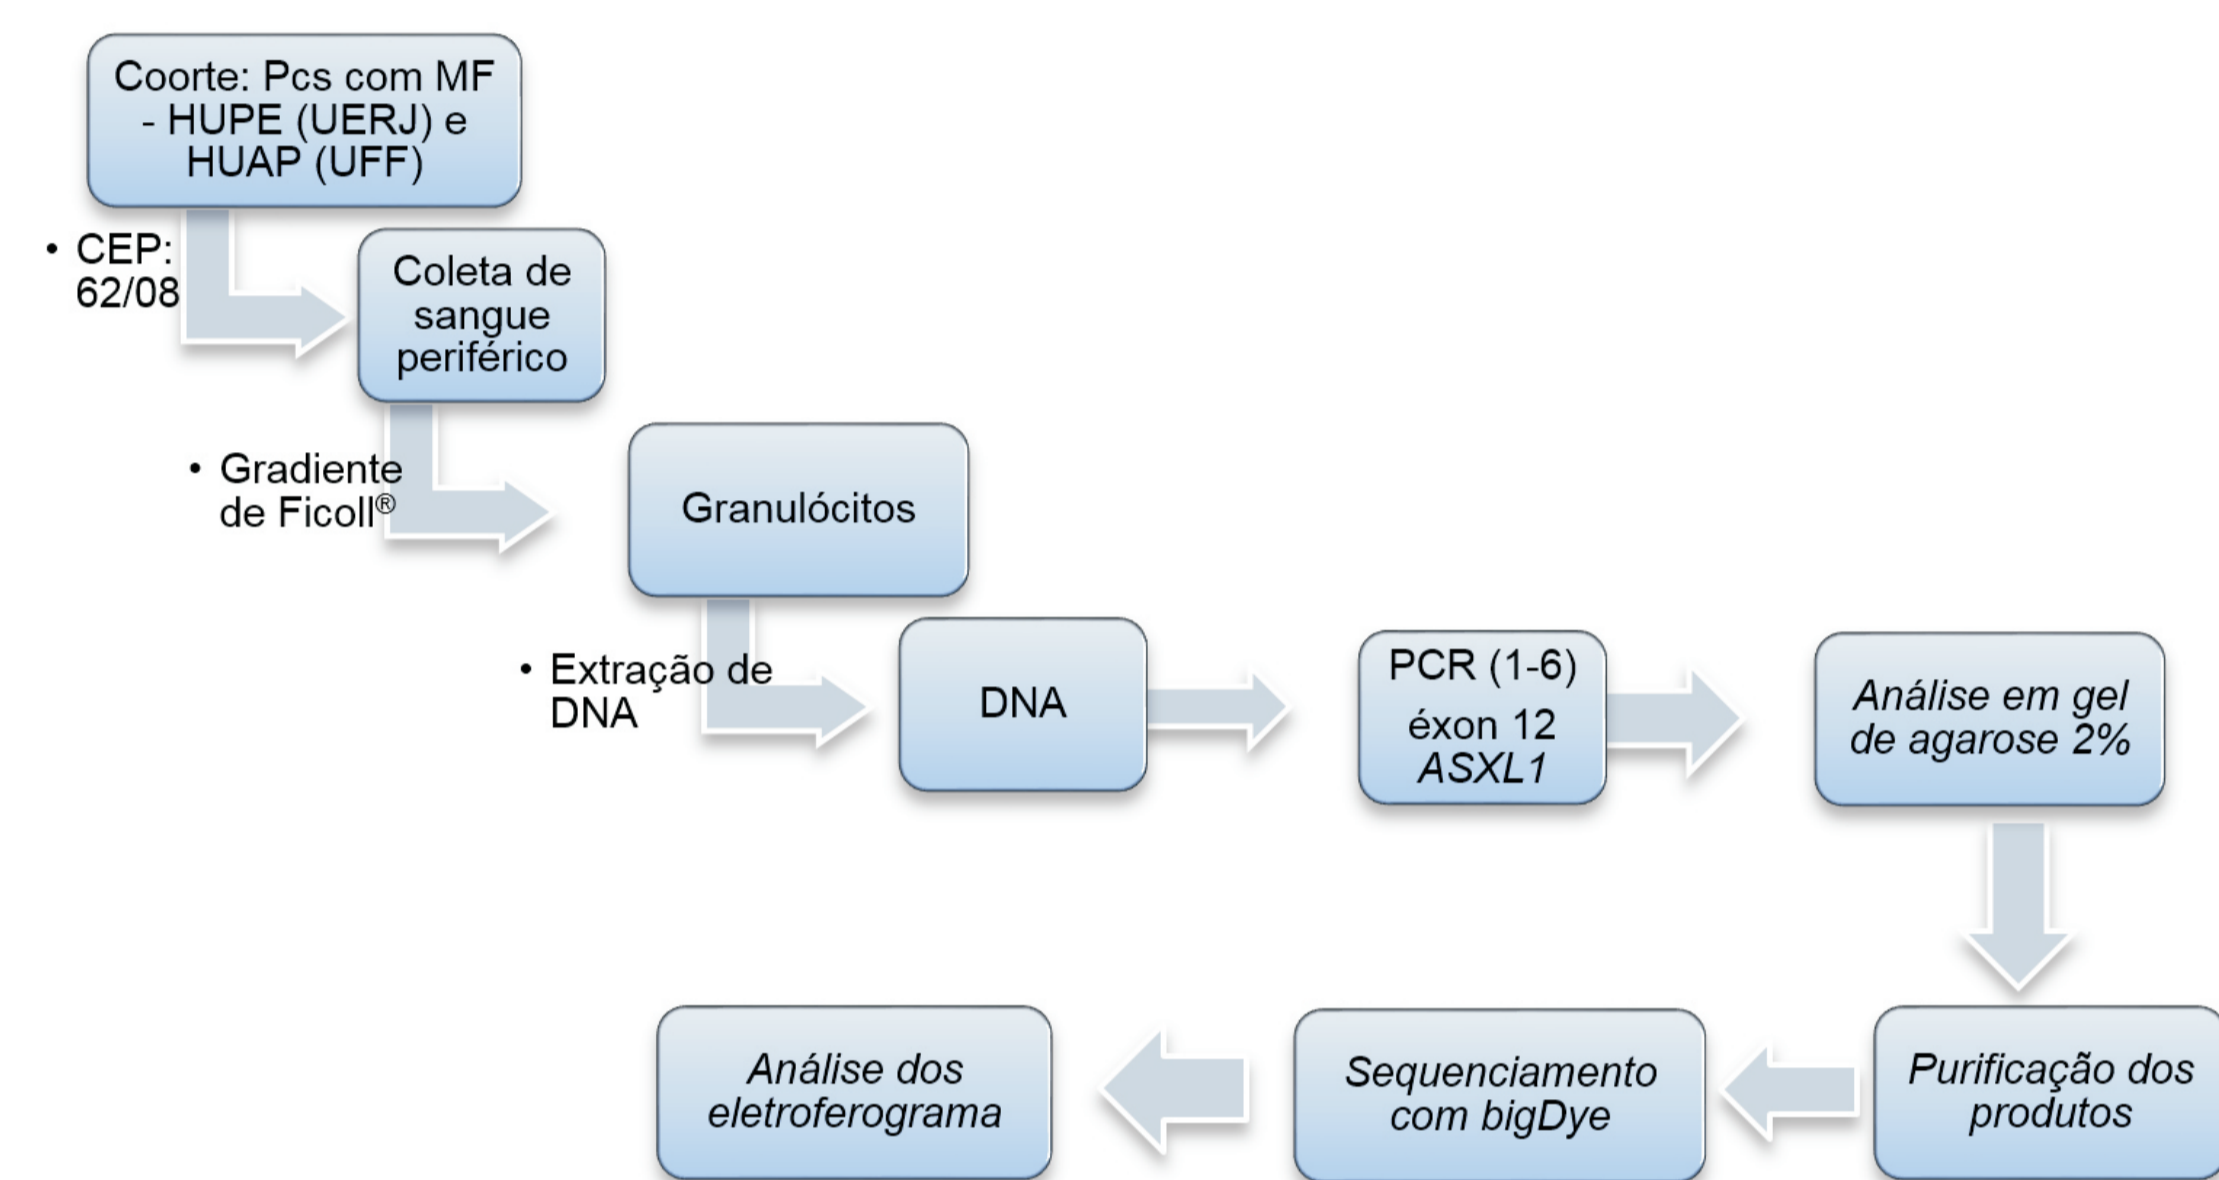 Coorte: Pcs com MF
- HUPE (UERJ) e
HUAP (UFF)
• CEP:
62/08
Coleta de
sangue
periférico
• Gradiente
de Ficoll®
Granulócitos
• Extração de
DNA
DNA
PCR (1-6)
éxon 12
ASXL1
Análise em gel
de agarose 2%
Purificação dos
produtos
Sequenciamento
com bigDye
Análise dos
eletroferograma